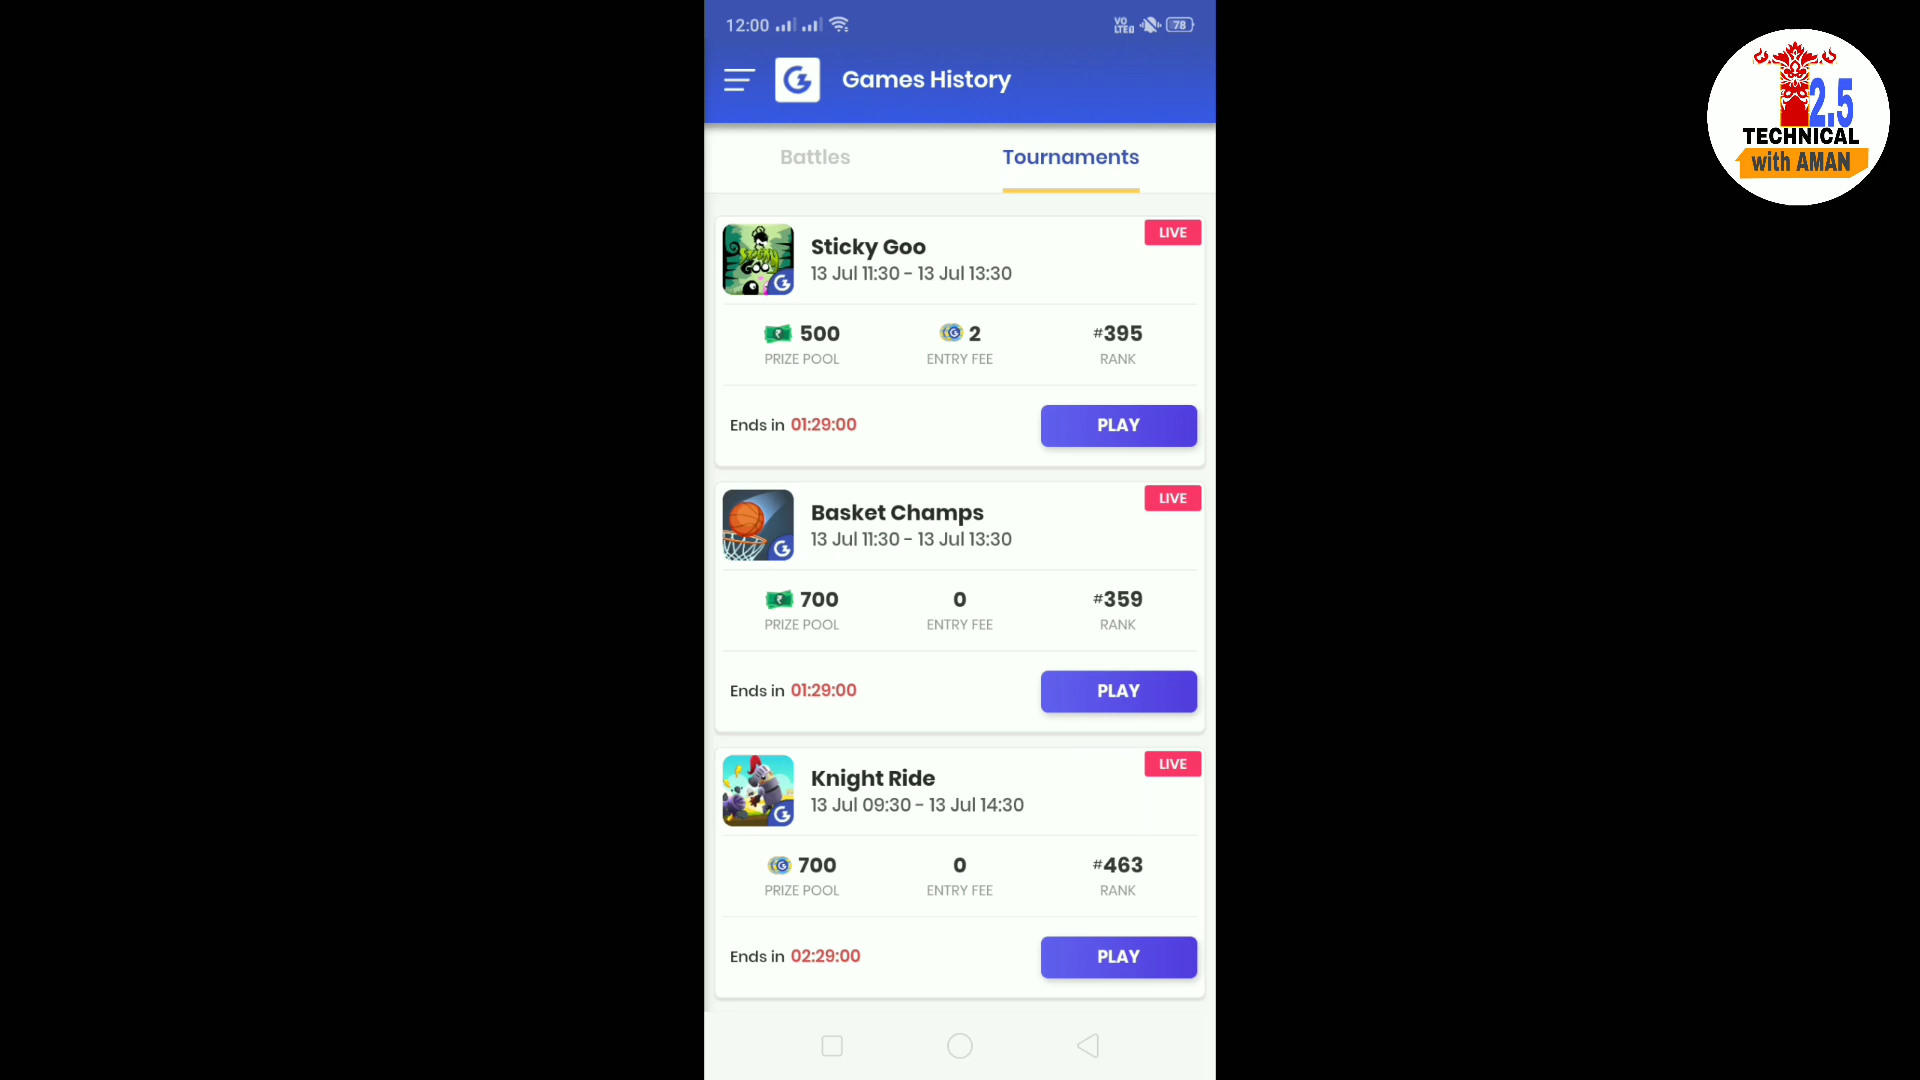 12:00
VO LTE 78
Games History
Battles
Tournaments
LIVE
Sticky Goo
13 Jul 11:30 - 13 Jul 13:30
500
2
#395
PRIZE POOL
ENTRY FEE
RANK
Ends in 01:29:00
PLAY
LIVE
Basket Champs
13 Jul 11:30 - 13 Jul 13:30
700
0
#359
PRIZE POOL
ENTRY FEE
RANK
Ends in 01:29:00
PLAY
LIVE
Knight Ride
13 Jul 09:30 - 13 Jul 14:30
700
0
#463
PRIZE POOL
ENTRY FEE
RANK
Ends in 02:29:00
PLAY
2.5
TECHNICAL
with AMAN